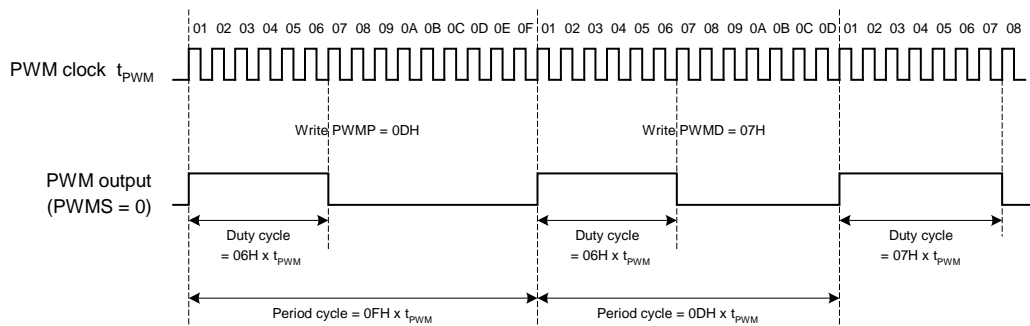 01 02 03 04 05 06 07 08 09 0A 0B 0C 0D 0E 0F 01 02 03 04 05 06 07 08 09 0A 0B 0C 0D 01 02 03 04 05 06 07 08
PWM clock tPWM
Write PWMP = 0DH
Write PWMD = 07H
PWM output
(PWMS = 0)
Duty cycle
= 06H x tPWM
Duty cycle
= 06H x tPWM
Duty cycle
= 07H x tPWM
Period cycle = 0FH x tPWM
Period cycle = 0DH x tPWM